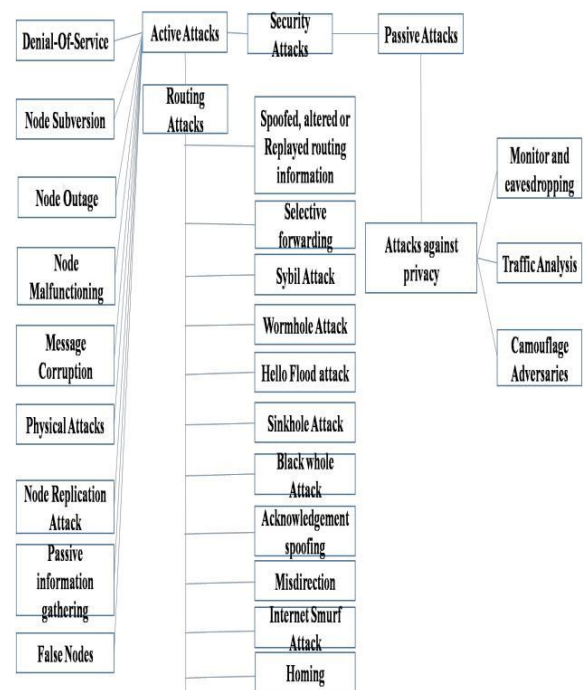 Denial-Of-Service
Active Attacks
Security
Attacks
Passive Attacks
Node Subversion
Node Outage
Node
Malfunctioning
Message
Corruption
Physical Attacks
Node Replication
Attack
Passive
information
gathering
False Nodes
Routing
Attacks
Spoofed, altered or
Replayed routing
information
Selective
forwarding
Sybil Attack
Wormhole Attack
Hello Flood attack
Sinkhole Attack
Black whole
Attack
Acknowledgement
spoofing
Misdirection
Internet Smurf
Attack
Homing
Attacks against
privacy
Monitor and
eavesdropping
Traffic Analysis
Camouflage
Adversaries